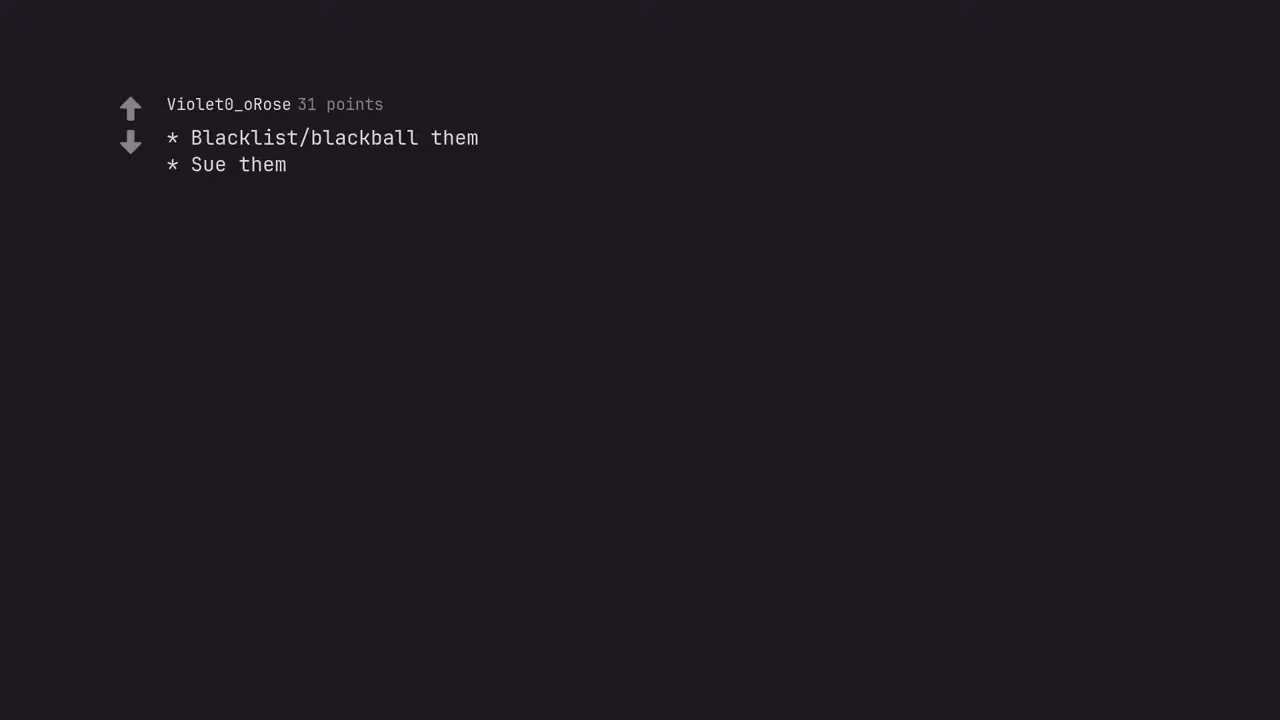 Violet0_oRose 31 points
* Blacklist/blackball them
* Sue them